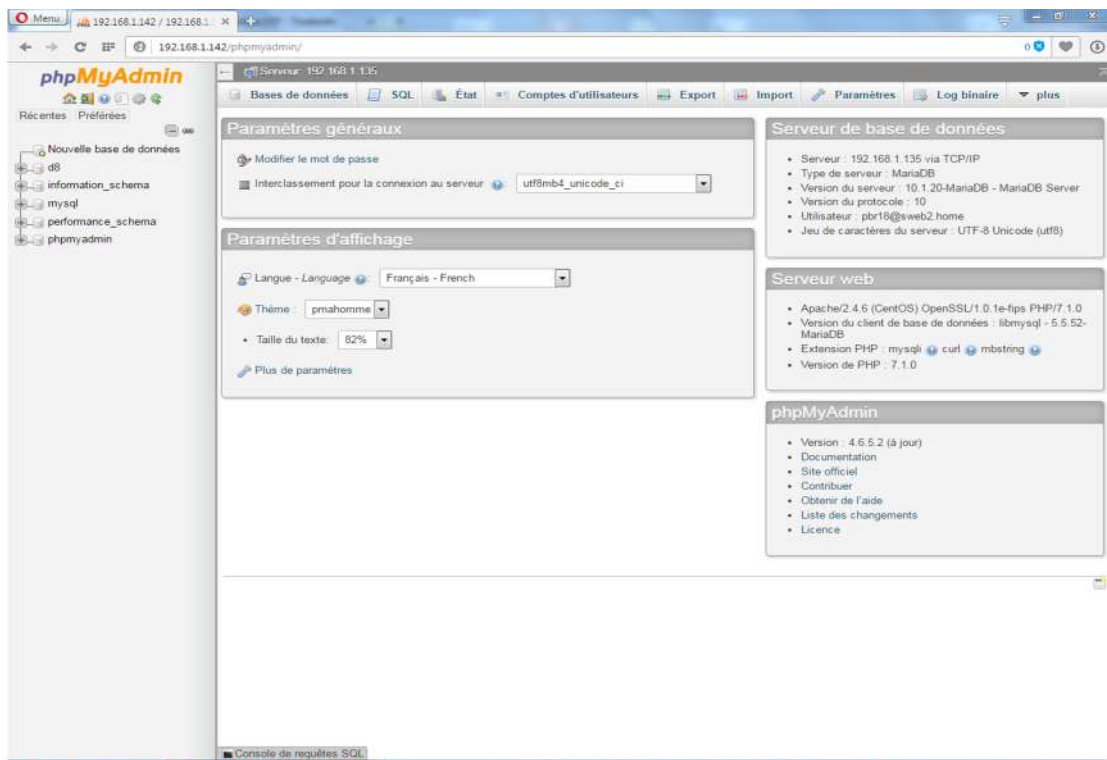 Menu
192.168.1.142 / 192.168.1
192.168.1.142/phpmyadmin/
0
phpMyAdmin
Récentes Préférées
Nouvelle base de données
d8
information_schema
mysql
performance_schema
phpmyadmin
Serveur: 192.168.1.135
Bases de données SQL État Comptes d'utilisateurs Export Import Paramètres Log binaire plus
Paramètres généraux
Modifier le mot de passe
Interclassement pour la connexion au serveur utf8mb4_unicode_ci
Paramètres d'affichage
Langue - Language Français - French
Thème : pmahomme
Taille du texte: 82%
Plus de paramètres
Serveur de base de données
Serveur : 192.168.1.135 via TCP/IP
Type de serveur : MariaDB
Version du serveur : 10.1.20-MariaDB - MariaDB Server
Version du protocole : 10
Utilisateur : pbr18@sweb2.home
Jeu de caractères du serveur : UTF-8 Unicode (utf8)
Serveur web
Apache/2.4.6 (CentOS) OpenSSL/1.0.1e-fips PHP/7.1.0
Version du client de base de données : libmysql - 5.5.52-
MariaDB
Extension PHP : mysqli curl mbstring
Version de PHP : 7.1.0
phpMyAdmin
Version : 4.6.5.2 (à jour)
Documentation
Site officiel
Contribuer
Obtenir de l'aide
Liste des changements
Licence
Console de requêtes SQL